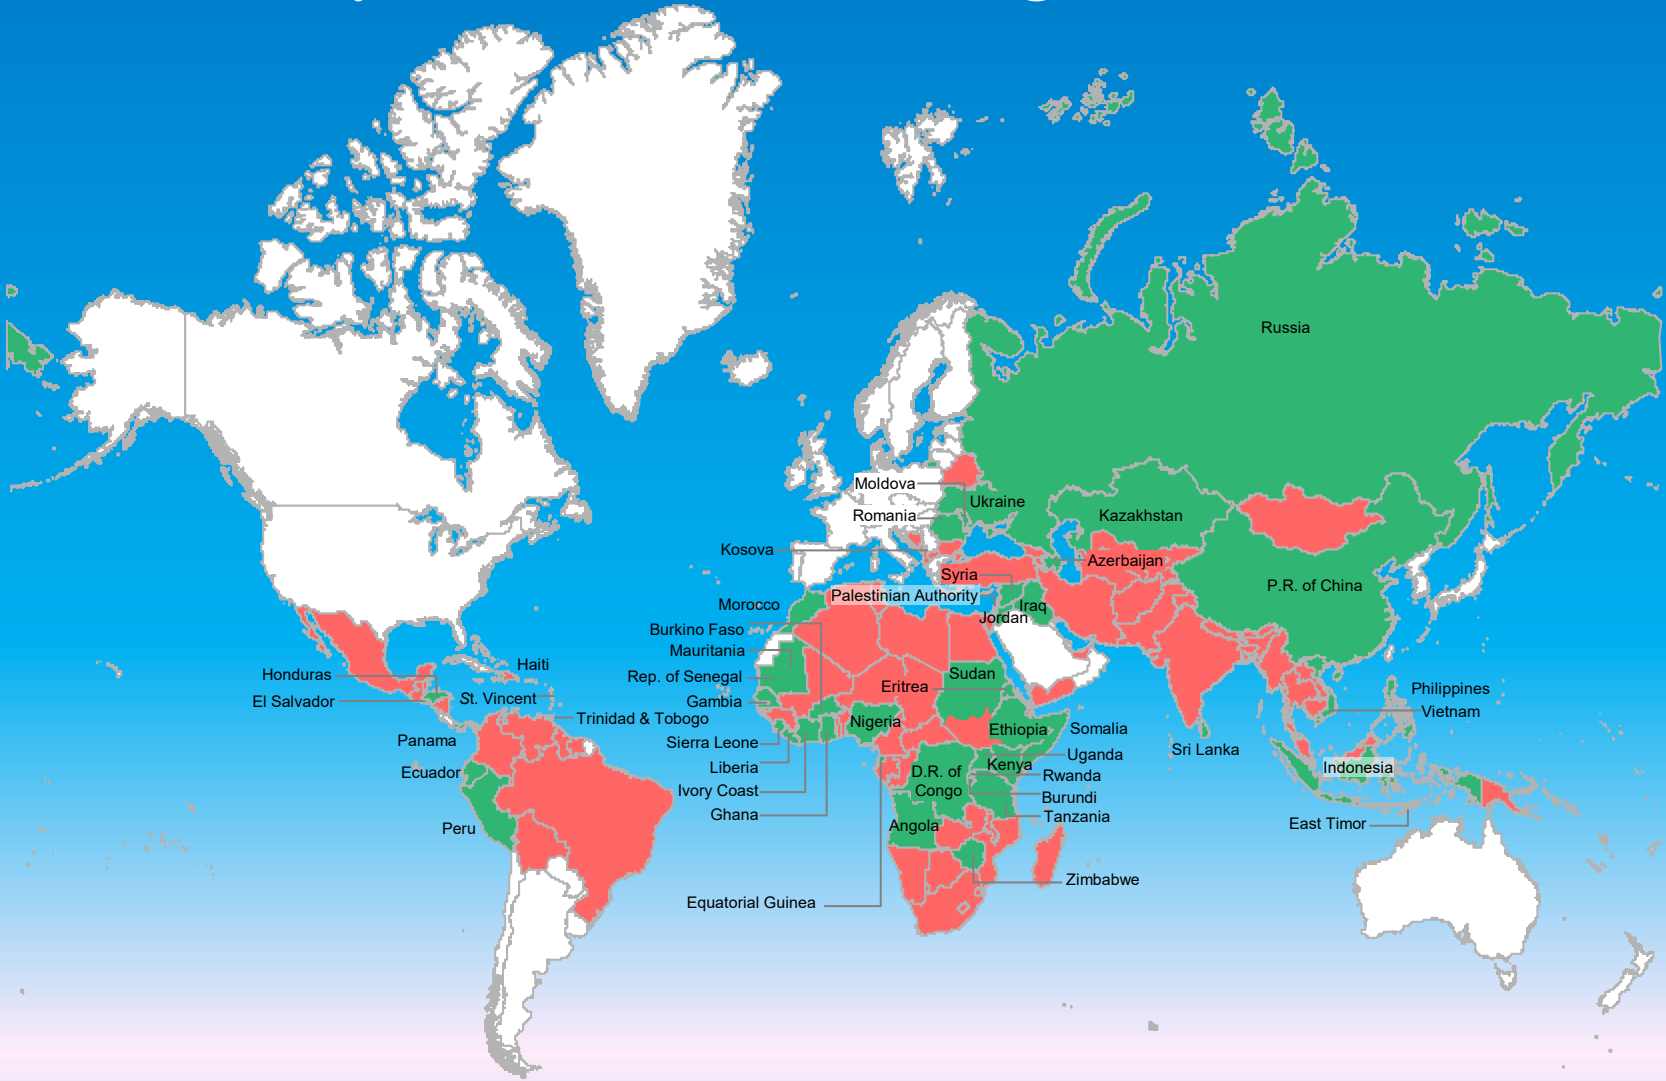 Russia
Moldova
Ukraine
Romania
Kazakhstan
Kosova
Azerbaijan
Syria
P.R. of China
Palestinian Authority
Morocco
Iraq
Jordan
Burkino Faso
Mauritania
Haiti
Honduras
Rep. of Senegal
Sudan
Eritrea
Philippines
El Salvador
St. Vincent
Gambia
Vietnam
Trinidad & Tobogo
Nigeria
Ethiopia
Somalia
Panama
Sierra Leone
Sri Lanka
Uganda
Liberia
Kenya
Indonesia
Ecuador
D.R. of
Congo
Rwanda
Ivory Coast
Burundi
Ghana
Tanzania
East Timor
Peru
Angola
Zimbabwe
Equatorial Guinea